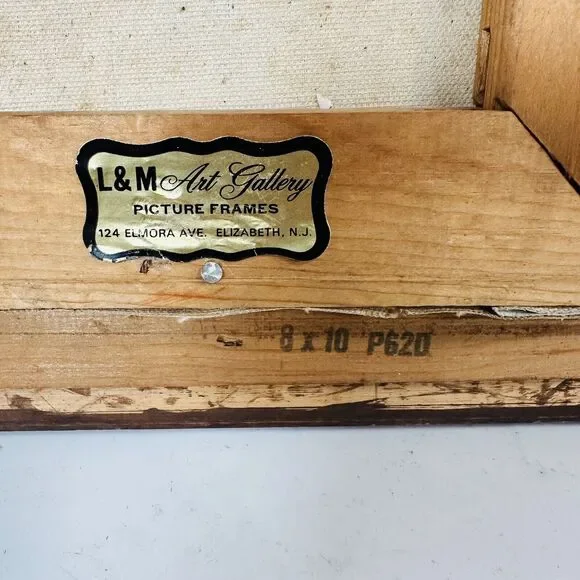 L&M Art Gallery
PICTURE FRAMES
124 ELMORA AVE. ELIZABETH, N.J.
8 x 10 P620